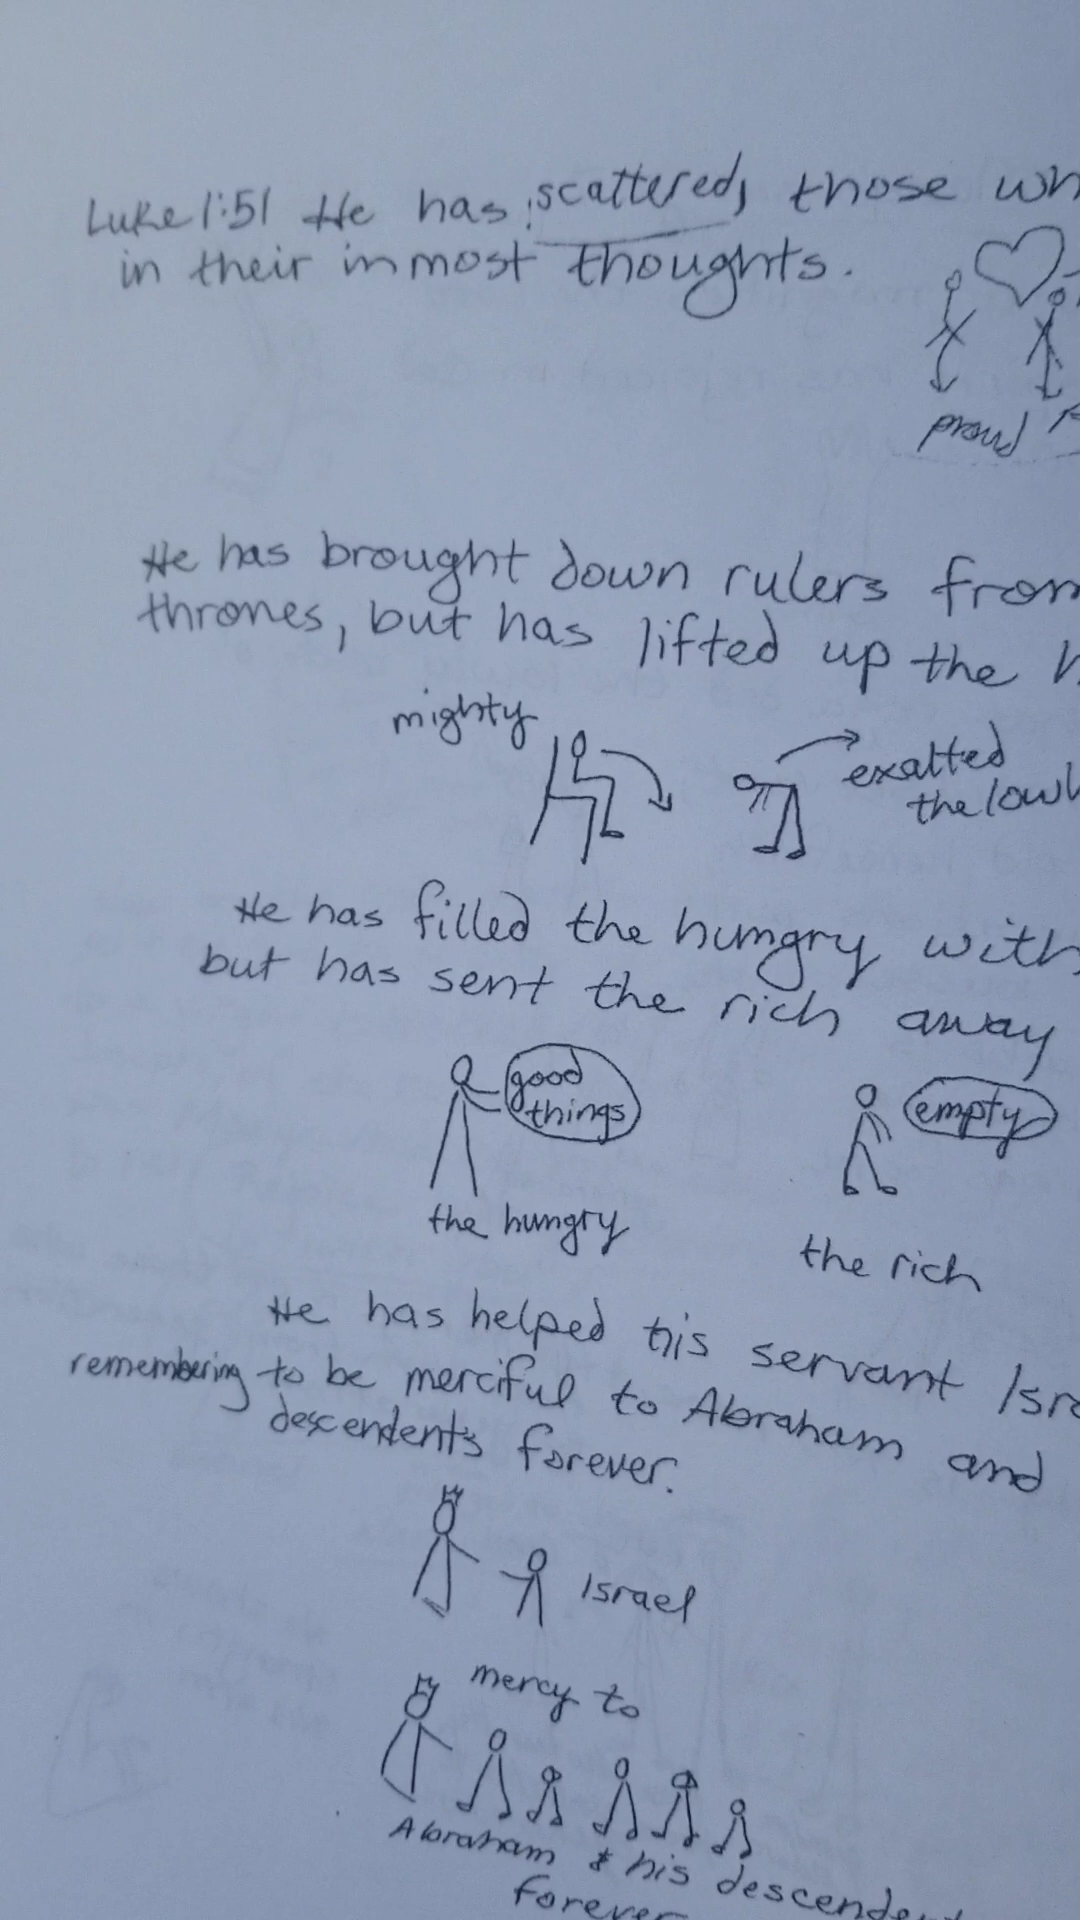 Luke 1:51 He has scattered those wh
in their inmost thoughts.
proud
He has brought down rulers from
thrones, but has lifted up the h
mighty
exalted
the lowl
He has filled the hungry with
but has sent the rich away
good
things
empty
the hungry
the rich
He has helped his servant Isra
remembering to be merciful to Abraham and
descendents forever.
Israel
mercy to
Abraham & his descenden
forever